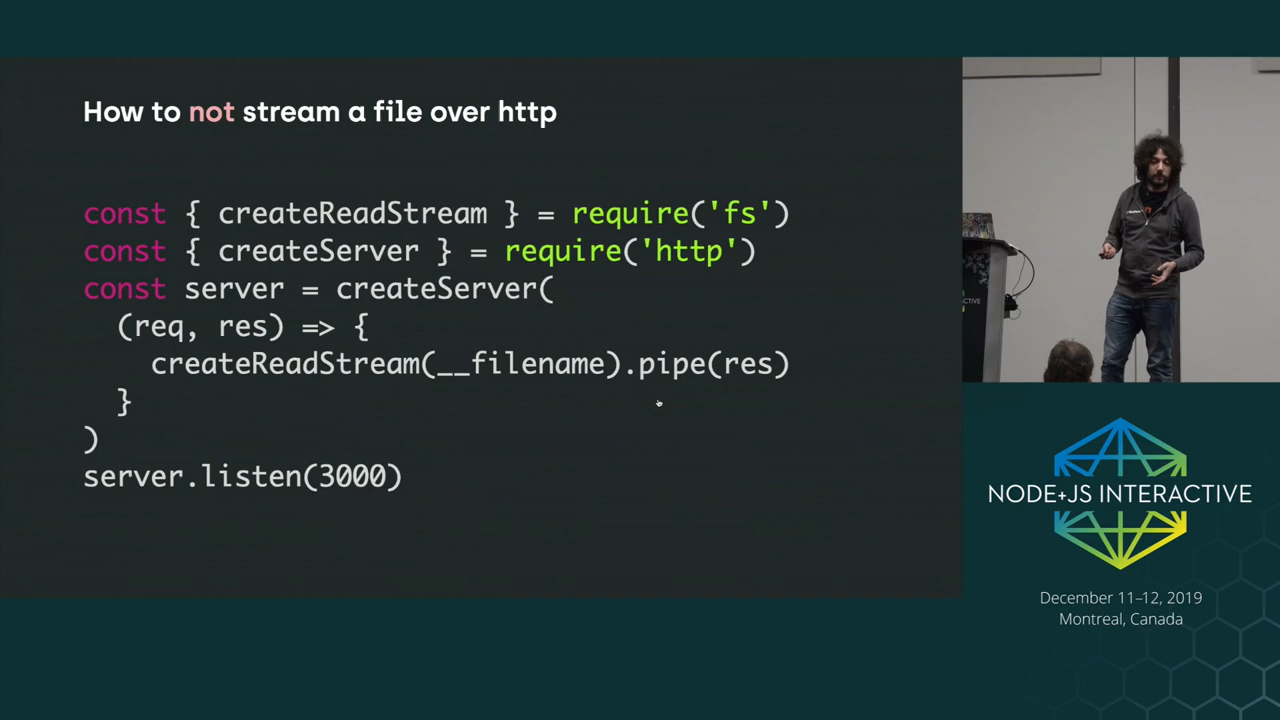 How to not stream a file over http
const { createReadStream } = require('fs')
const { createServer } = require('http')
const server = createServer(
  (req, res) => {
    createReadStream(__filename).pipe(res)
  }
)
server.listen(3000)
NODE+JS INTERACTIVE
December 11–12, 2019
Montreal, Canada